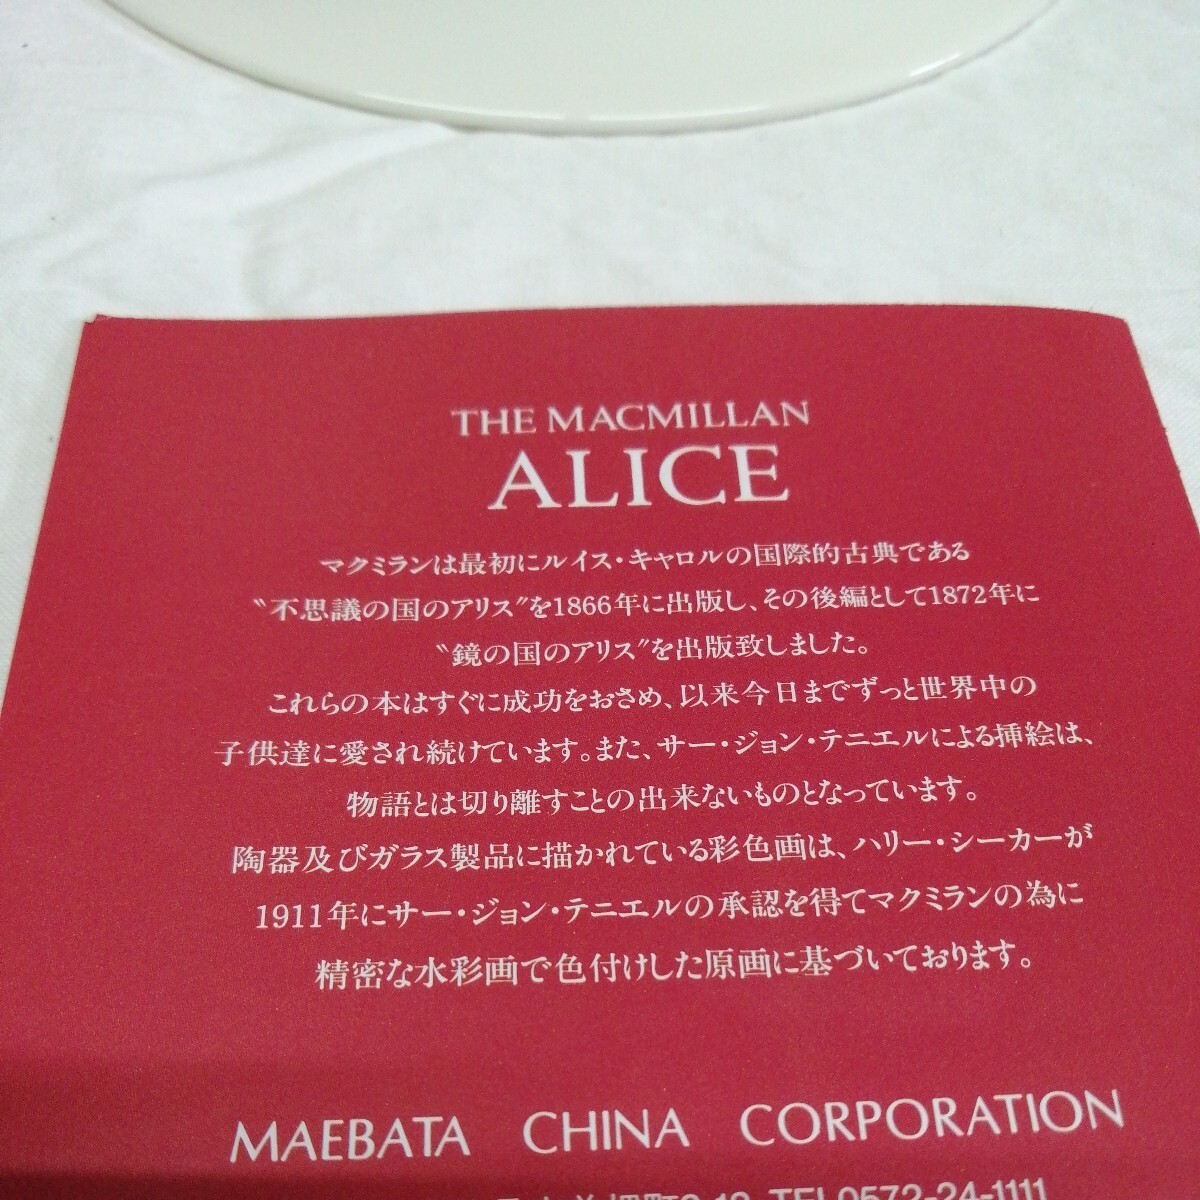 THE MACMILLAN
ALICE
マクミランは最初にルイス・キャロルの国際的古典である
〝不思議の国のアリス〞を1866年に出版し、その後編として1872年に
〝鏡の国のアリス〞を出版致しました。
これらの本はすぐに成功をおさめ、以来今日までずっと世界中の
子供達に愛され続けています。また、サー・ジョン・テニエルによる挿絵は、
物語とは切り離すことの出来ないものとなっています。
陶器及びガラス製品に描かれている彩色画は、ハリー・シーカーが
1911年にサー・ジョン・テニエルの承認を得てマクミランの為に
精密な水彩画で色付けした原画に基づいております。
MAEBATA CHINA CORPORATION
TEL0572-24-1111